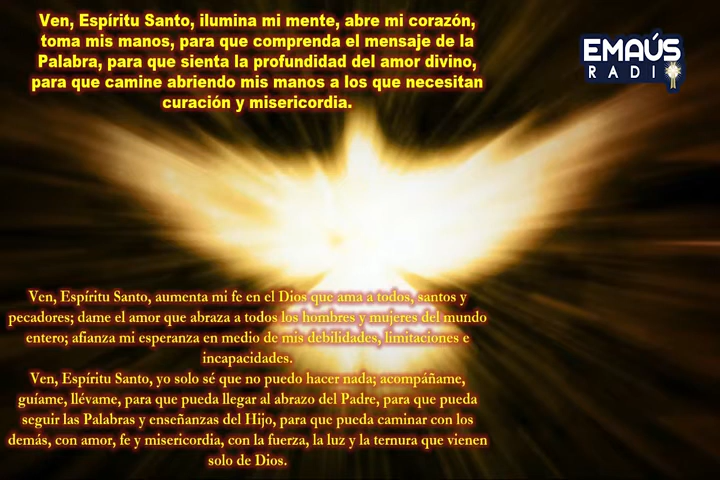 Ven, Espíritu Santo, ilumina mi mente, abre mi corazón,
toma mis manos, para que comprenda el mensaje de la
Palabra, para que sienta la profundidad del amor divino,
para que camine abriendo mis manos a los que necesitan
curación y misericordia.
EMAÚS
RADIO
Ven, Espíritu Santo, aumenta mi fe en el Dios que ama a todos, santos y
pecadores; dame el amor que abraza a todos los hombres y mujeres del mundo
entero; afianza mi esperanza en medio de mis debilidades, limitaciones e
incapacidades.
Ven, Espíritu Santo, yo solo sé que no puedo hacer nada; acompáñame,
guíame, llévame, para que pueda llegar al abrazo del Padre, para que pueda
seguir las Palabras y enseñanzas del Hijo, para que pueda caminar con los
demás, con amor, fe y misericordia, con la fuerza, la luz y la ternura que vienen
solo de Dios.